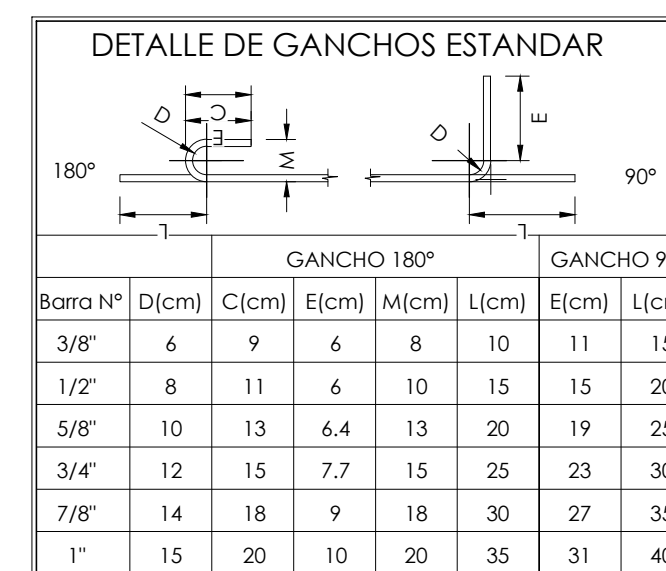 DETALLE DE GANCHOS ESTANDAR
D C E M 180°
L
D E 90°
L
GANCHO 180° GANCHO 9
Barra N° D(cm) C(cm) E(cm) M(cm) L(cm) E(cm)
3/8" 6 9 6 8 10 11
1/2" 8 11 6 10 15 15
5/8" 10 13 6.4 13 20 19
3/4" 12 15 7.7 15 25 23
7/8" 14 18 9 18 30 27
1" 15 20 10 20 35 31